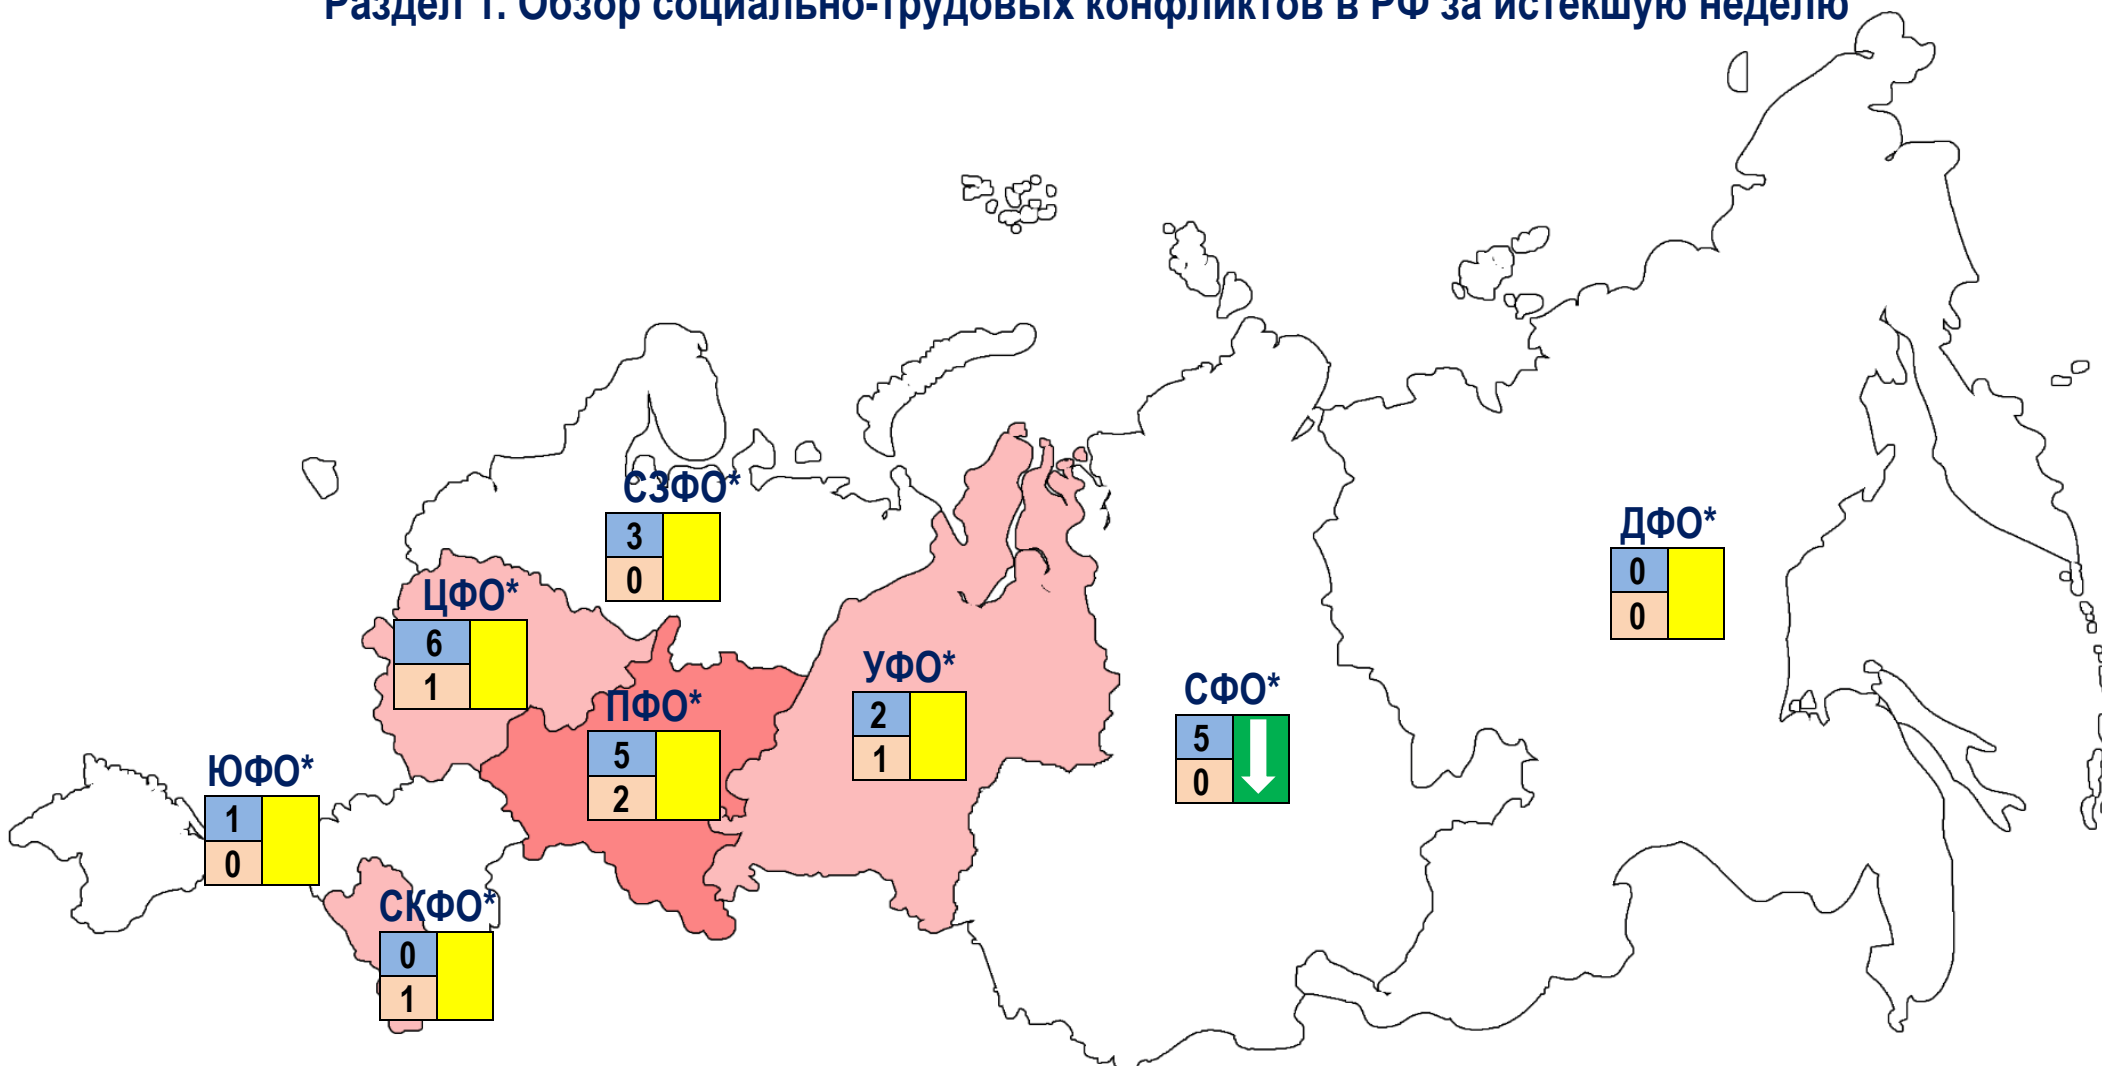 Раздел 1. Обзор социально-трудовых конфликтов в РФ за истекшую неделю
СЗФО*
3
0
ДФО*
0
0
ЦФО*
6
1
УФО*
2
1
СФО*
5
0
ПФО*
5
2
ЮФО*
1
0
СКФО*
0
1